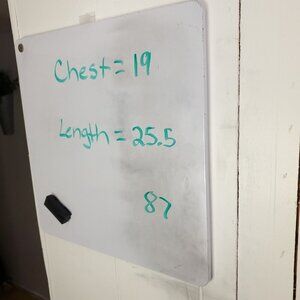 Chest = 19
Length = 25.5
87